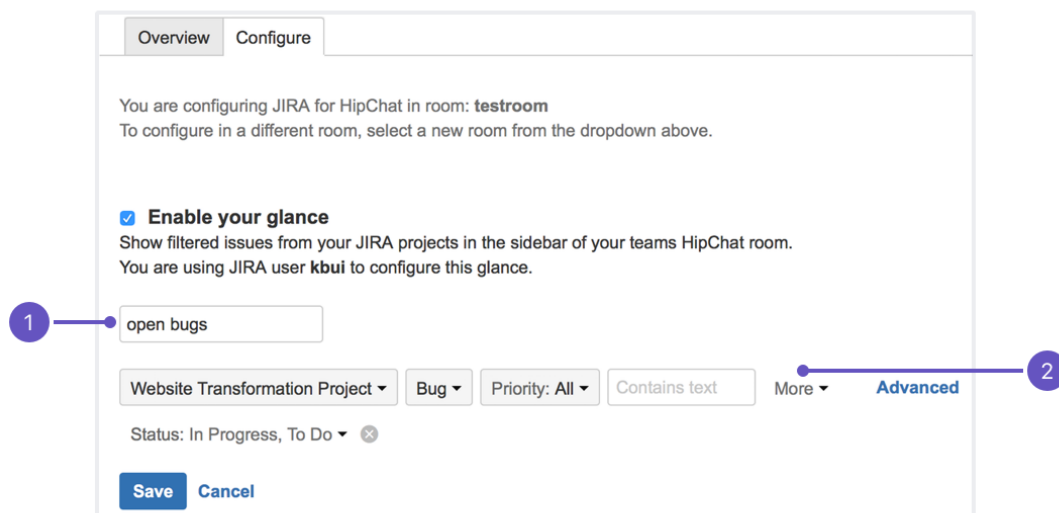 Overview Configure
You are configuring JIRA for HipChat in room: testroom
To configure in a different room, select a new room from the dropdown above.
Enable your glance
Show filtered issues from your JIRA projects in the sidebar of your teams HipChat room.
You are using JIRA user kbui to configure this glance.
1 open bugs
2
Website Transformation Project Bug Priority: All Contains text More Advanced
Status: In Progress, To Do
Save Cancel